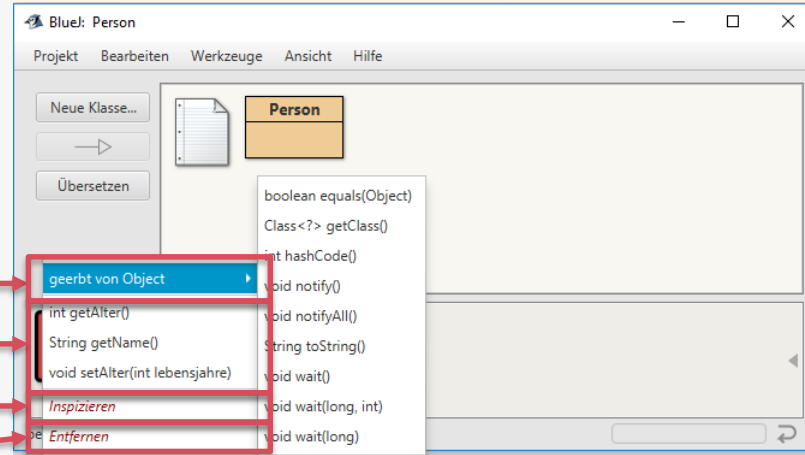 BlueJ: Person
Projekt Bearbeiten Werkzeuge Ansicht Hilfe
Neue Klasse...
Übersetzen
Person
geerbt von Object
int getAlter()
String getName()
void setAlter(int lebensjahre)
Inspizieren
Entfernen
boolean equals(Object)
Class<?> getClass()
int hashCode()
void notify()
void notifyAll()
String toString()
void wait()
void wait(long, int)
void wait(long)